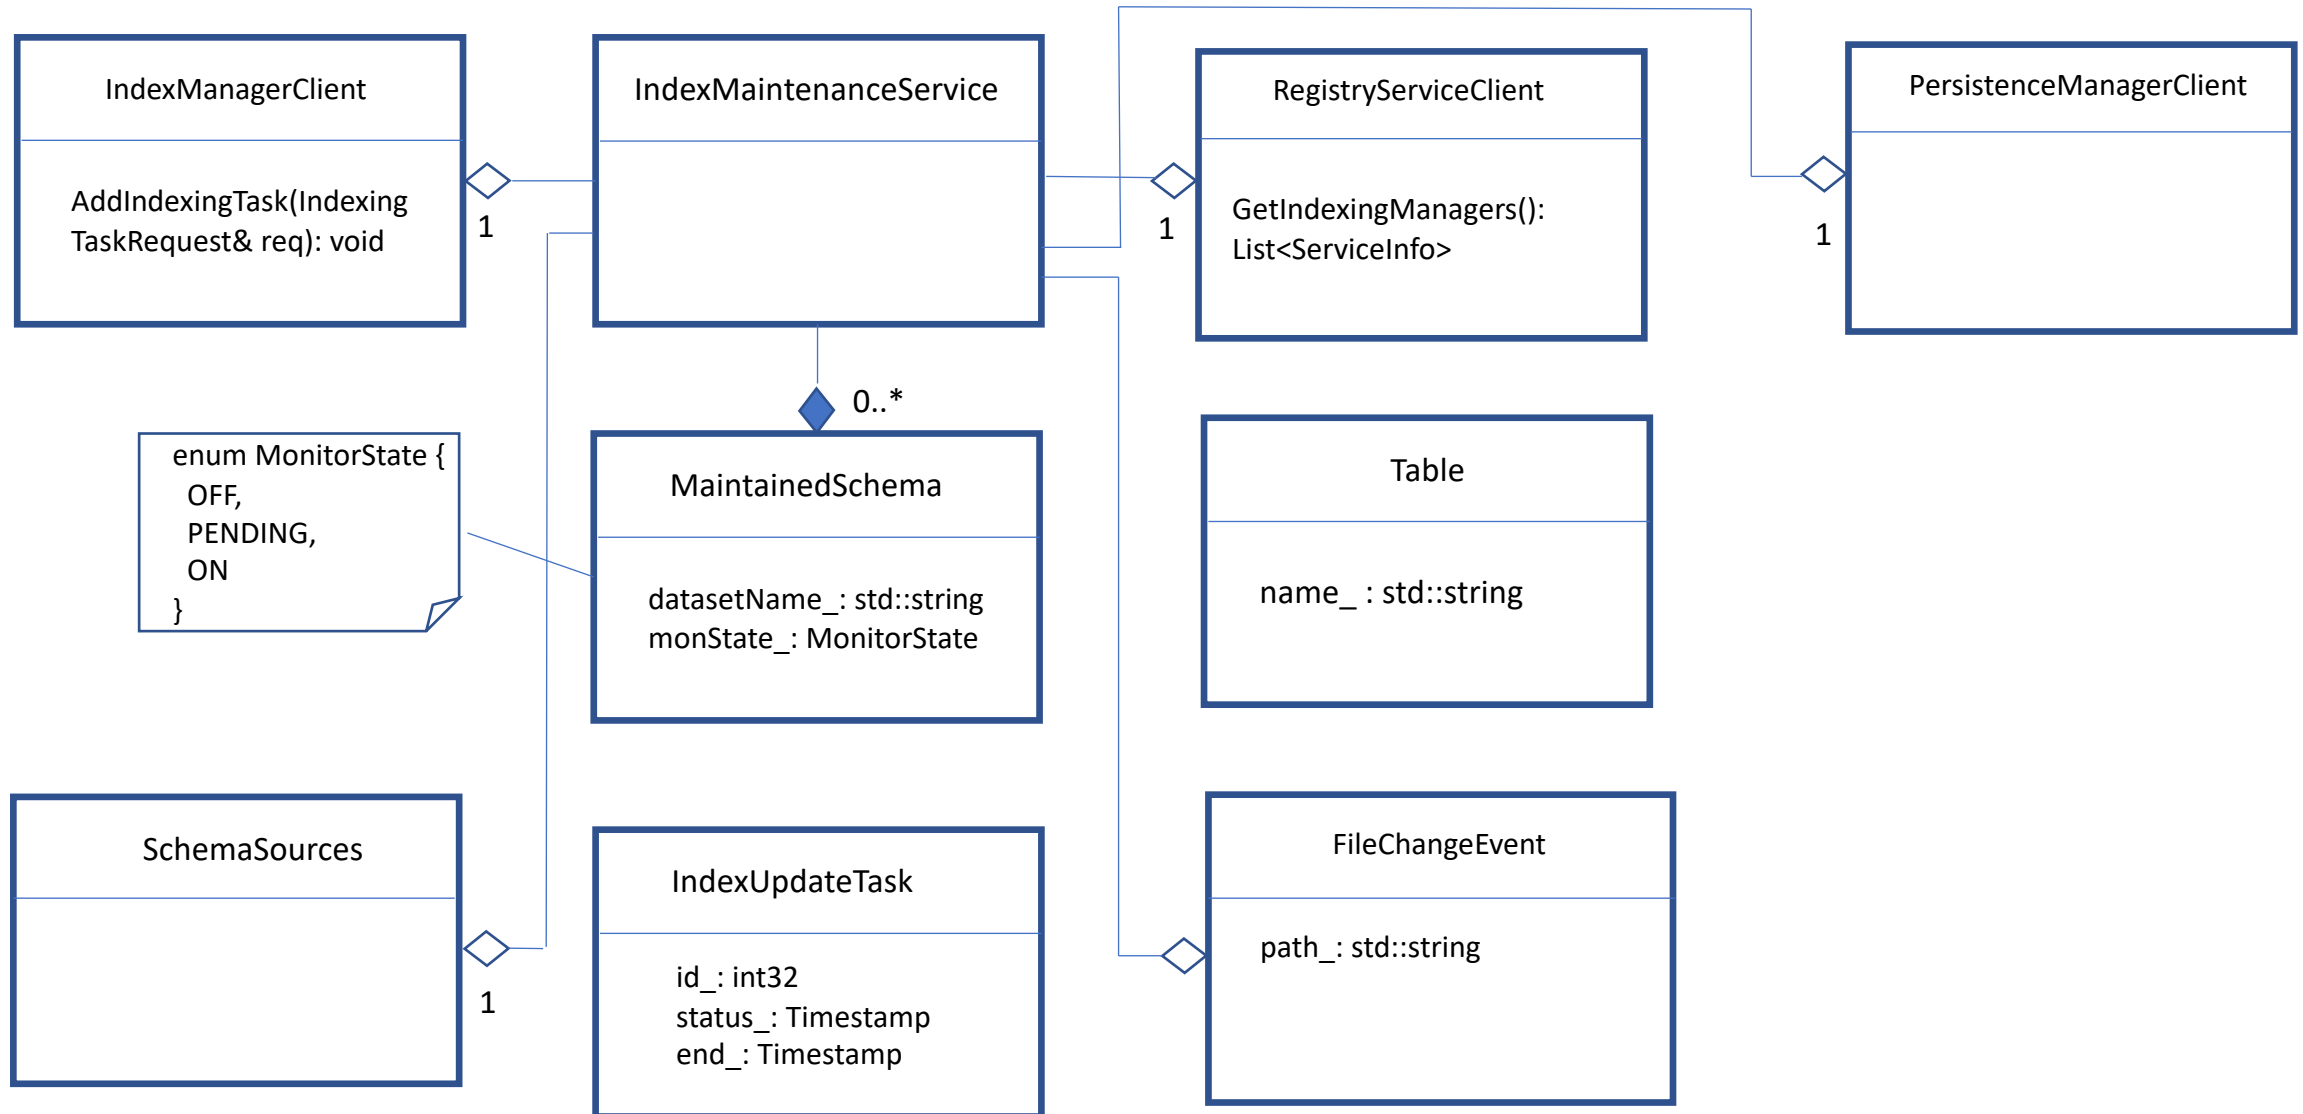 IndexManagerClient
AddIndexingTask(Indexing
TaskRequest& req): void
1
IndexMaintenanceService
RegistryServiceClient
GetIndexingManagers():
List<ServiceInfo>
1
PersistenceManagerClient
1
0..*
enum MonitorState {
OFF,
PENDING,
ON
}
MaintainedSchema
datasetName_: std::string
monState_: MonitorState
Table
name_ : std::string
SchemaSources
1
IndexUpdateTask
id_: int32
status_: Timestamp
end_: Timestamp
FileChangeEvent
path_: std::string